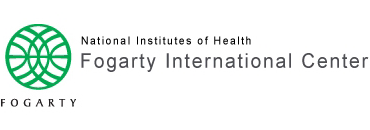 National Institutes of Health
Fogarty International Center
FOGARTY